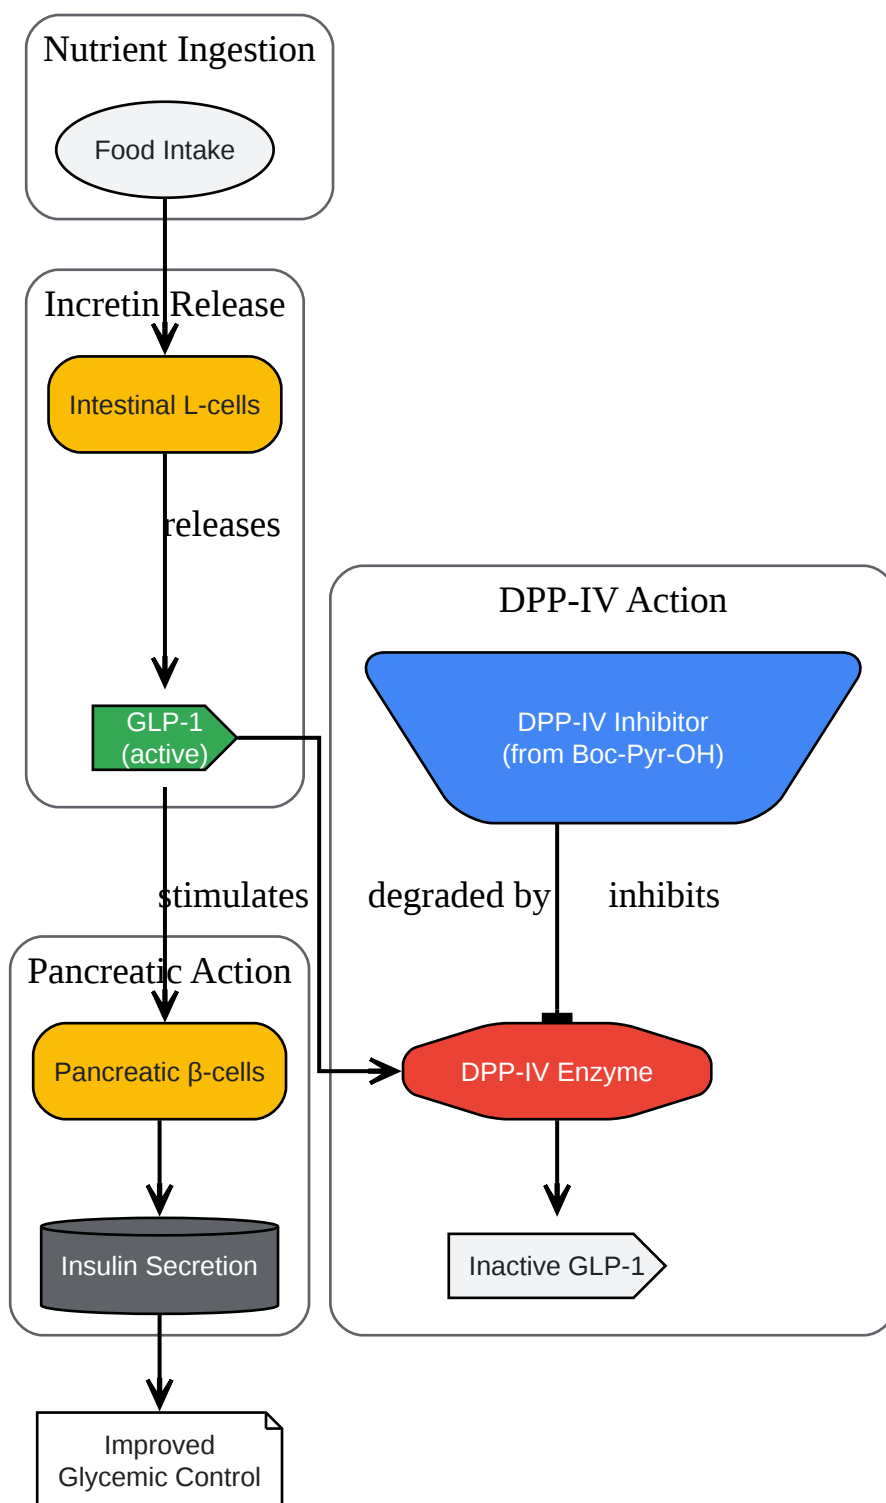 Nutrient Ingestion
Food Intake
Incretin Release
Intestinal L-cells
releases
DPP-IV Action
GLP-1
(active)
DPP-IV Inhibitor
(from Boc-Pyr-OH)
stimulates
degraded by
inhibits
Pancreatic Action
Pancreatic β-cells
DPP-IV Enzyme
Insulin Secretion
Inactive GLP-1
Improved
Glycemic Control